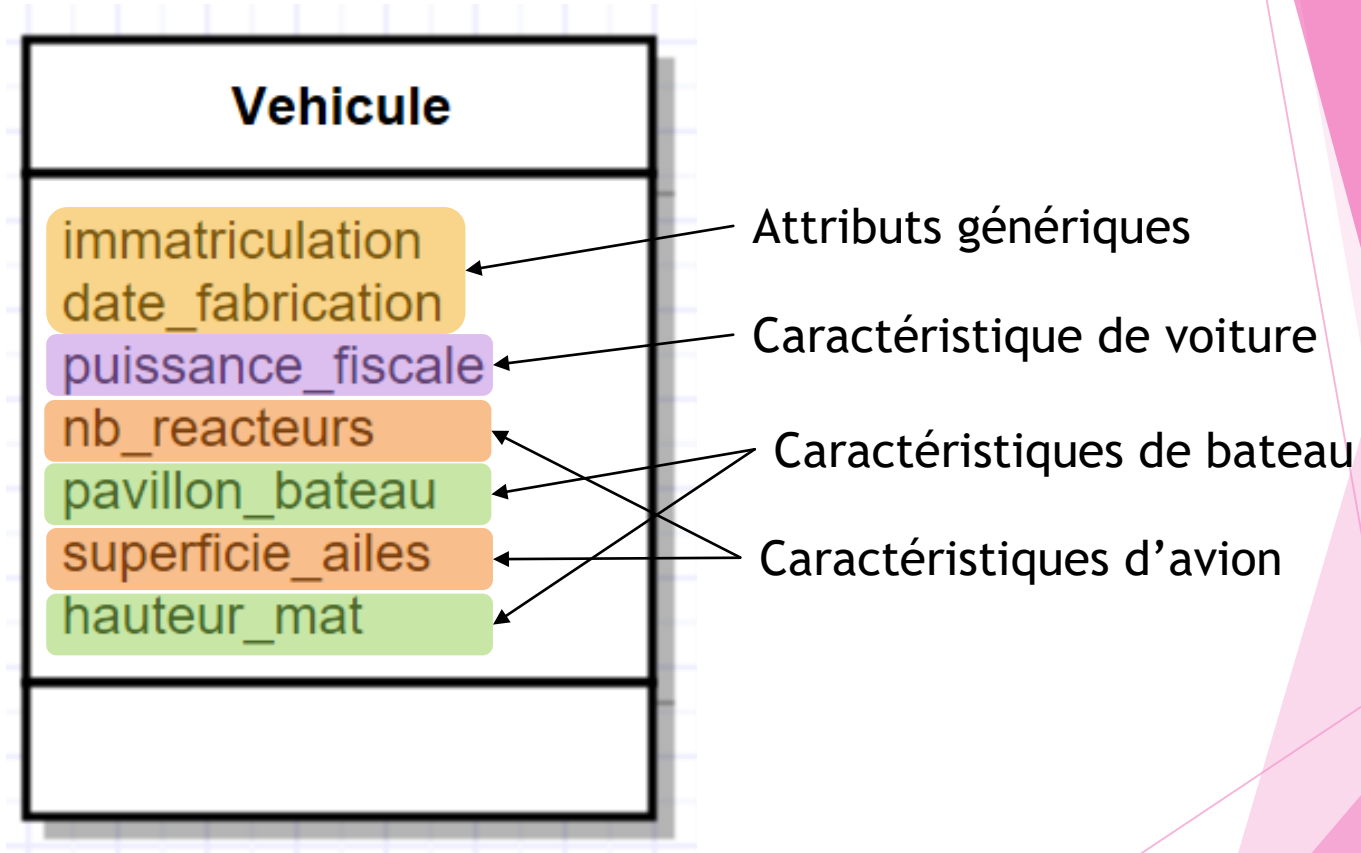 Vehicule
immatriculation
date_fabrication
puissance_fiscale
nb_reacteurs
pavillon_bateau
superficie_ailes
hauteur_mat
Attributs génériques
Caractéristique de voiture
Caractéristiques de bateau
Caractéristiques d’avion